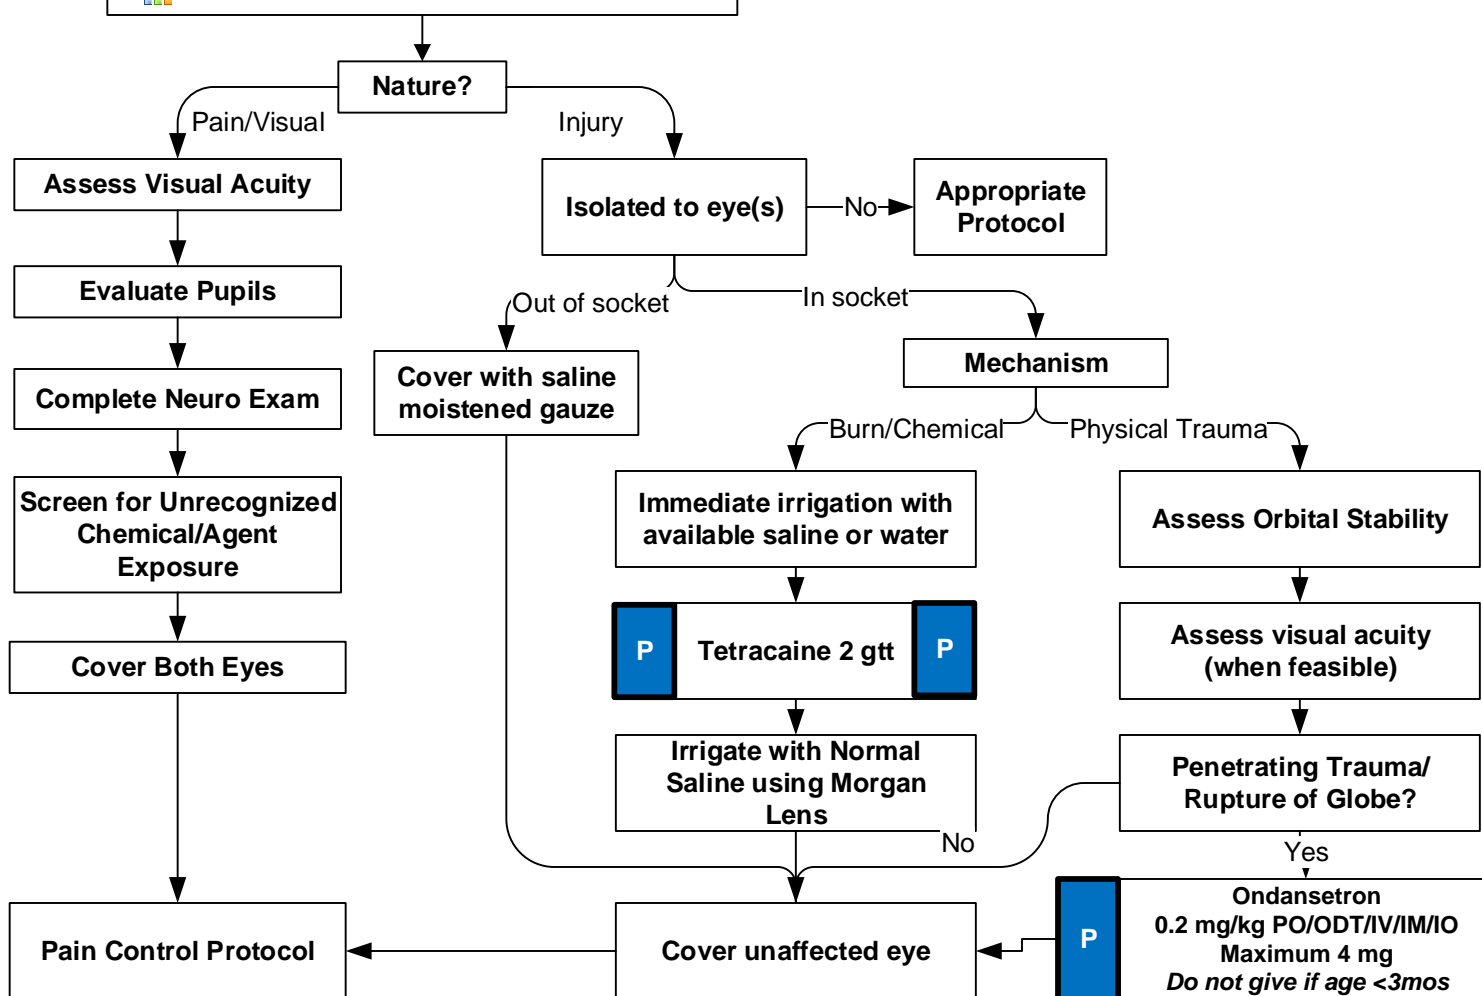 Nature?
Pain/Visual
Injury
Assess Visual Acuity
Isolated to eye(s)
No
Appropriate
Protocol
Evaluate Pupils
Out of socket
In socket
Complete Neuro Exam
Cover with saline
moistened gauze
Mechanism
Burn/Chemical
Physical Trauma
Screen for Unrecognized
Chemical/Agent
Exposure
Immediate irrigation with
available saline or water
Assess Orbital Stability
Cover Both Eyes
P
Tetracaine 2 gtt
P
Assess visual acuity
(when feasible)
Irrigate with Normal
Saline using Morgan
Lens
Penetrating Trauma/
Rupture of Globe?
No
Yes
Pain Control Protocol
Cover unaffected eye
P
Ondansetron
0.2 mg/kg PO/ODT/IV/IM/IO
Maximum 4 mg
Do not give if age <3mos